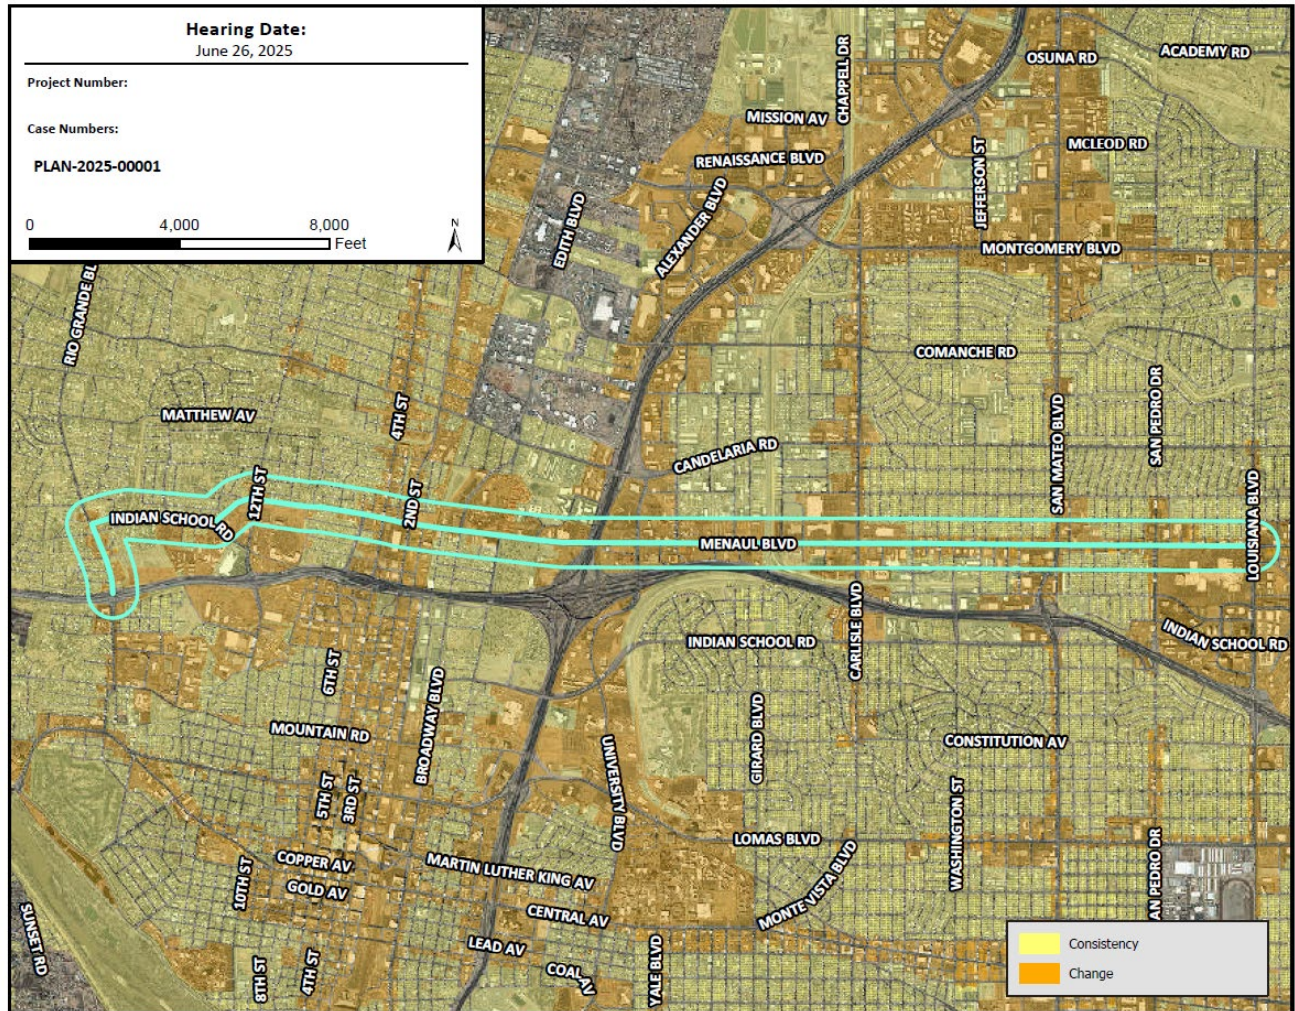 Hearing Date:
June 26, 2025
Project Number:
Case Numbers:
PLAN-2025-00001
0 4,000 8,000
Feet
N
CHAPPELL DR
OSUNA RD
ACADEMY RD
MISSION AV
MCLEOD RD
RENAISSANCE BLVD
JEFFERSON ST
EDITH BLVD
ALEXANDER BLVD
MONTGOMERY BLVD
RIO GRANDE BL
COMANCHE RD
MATTHEW AV
4TH ST
SAN MATEO BLVD
SAN PEDRO DR
CANDELARIA RD
12TH ST
2ND ST
INDIAN SCHOOL RD
MENAUL BLVD
LOUISIANA BLVD
CARLISLE BLVD
INDIAN SCHOOL RD
INDIAN SCHOOL RD
6TH ST
BROADWAY BLVD
MOUNTAIN RD
GIRARD BLVD
CONSTITUTION AV
5TH ST
3RD ST
UNIVERSITY BLVD
WASHINGTON ST
LOMAS BLVD
COPPER AV
MARTIN LUTHER KING AV
MONTE VISTA BLVD
AN PEDRO DR
10TH ST
GOLD AV
CENTRAL AV
SUNSET RD
LEAD AV
YALE BLVD
8TH ST
4TH ST
COAL AV
Consistency
Change